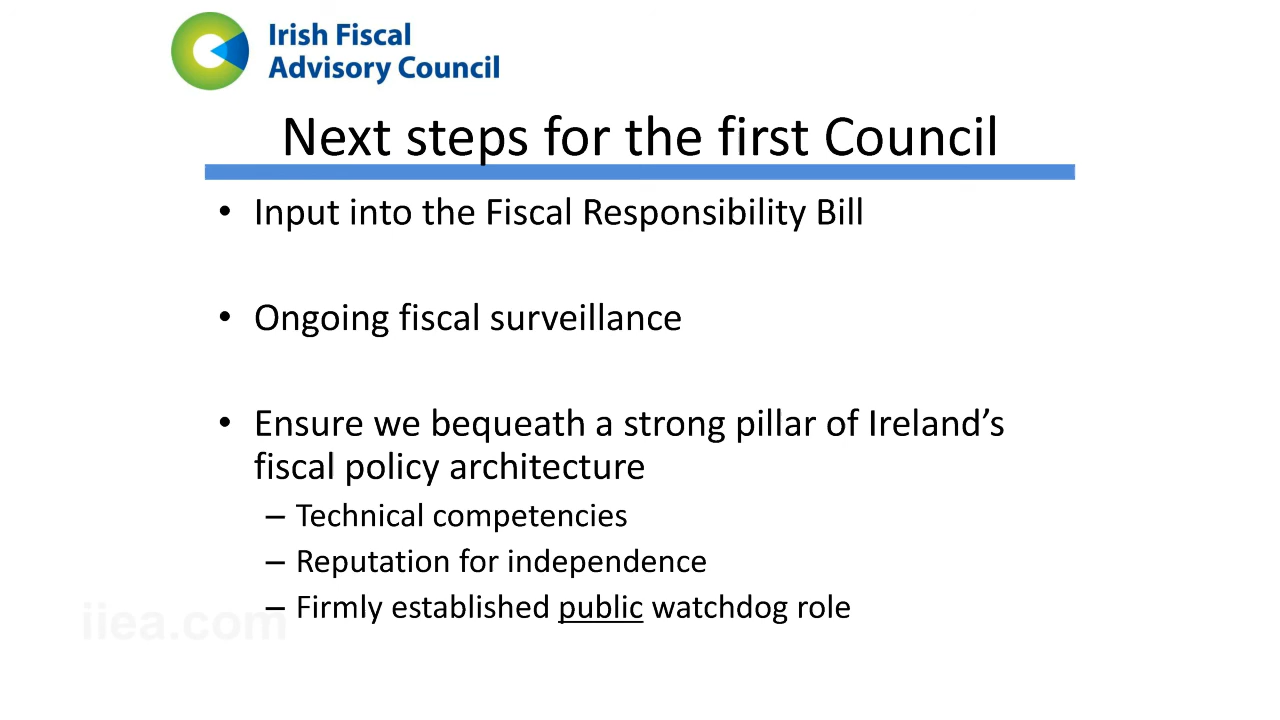 Irish Fiscal
Advisory Council
Next steps for the first Council
• Input into the Fiscal Responsibility Bill
• Ongoing fiscal surveillance
• Ensure we bequeath a strong pillar of Ireland’s
fiscal policy architecture
– Technical competencies
– Reputation for independence
– Firmly established public watchdog role
iiea.com